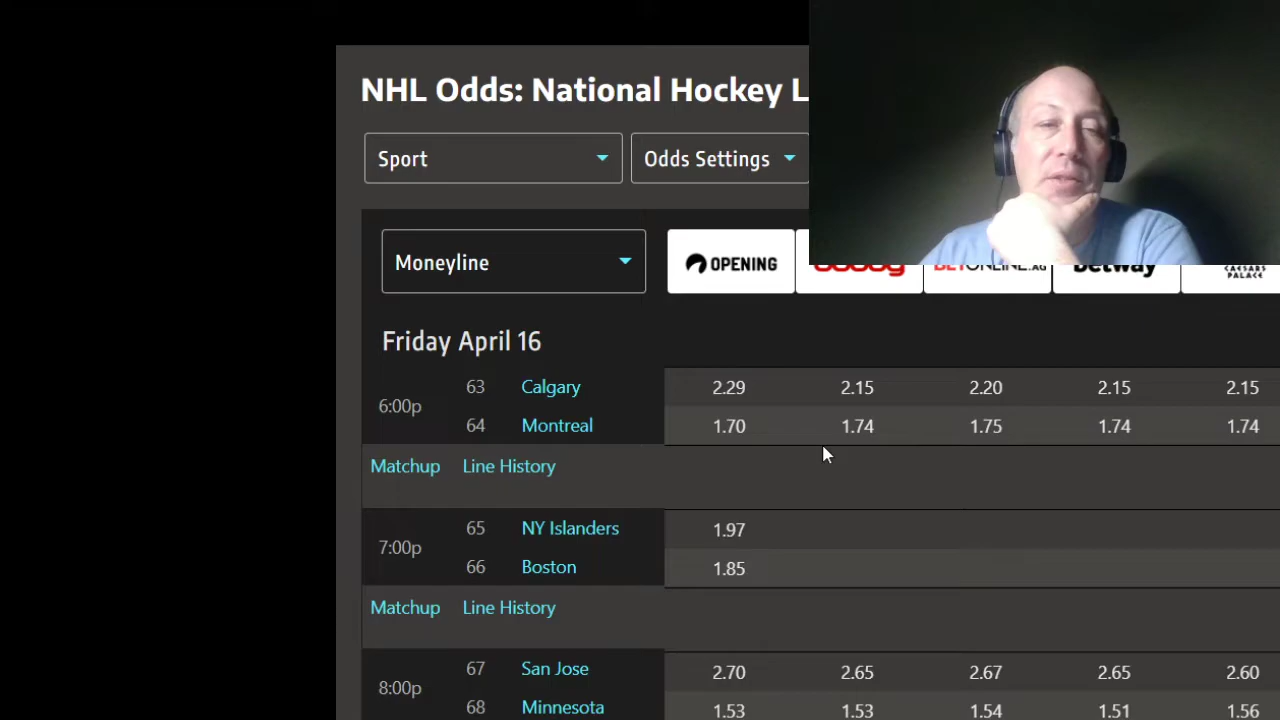 NHL Odds: National Hockey L
Sport
Odds Settings
Moneyline
OPENING
BETONLINE.AG
betway
CAESARS
PALACE
Friday April 16
6:00p
63 Calgary 2.29 2.15 2.20 2.15 2.15
64 Montreal 1.70 1.74 1.75 1.74 1.74
Matchup Line History
7:00p
65 NY Islanders 1.97
66 Boston 1.85
Matchup Line History
8:00p
67 San Jose 2.70 2.65 2.67 2.65 2.60
68 Minnesota 1.53 1.53 1.54 1.51 1.56